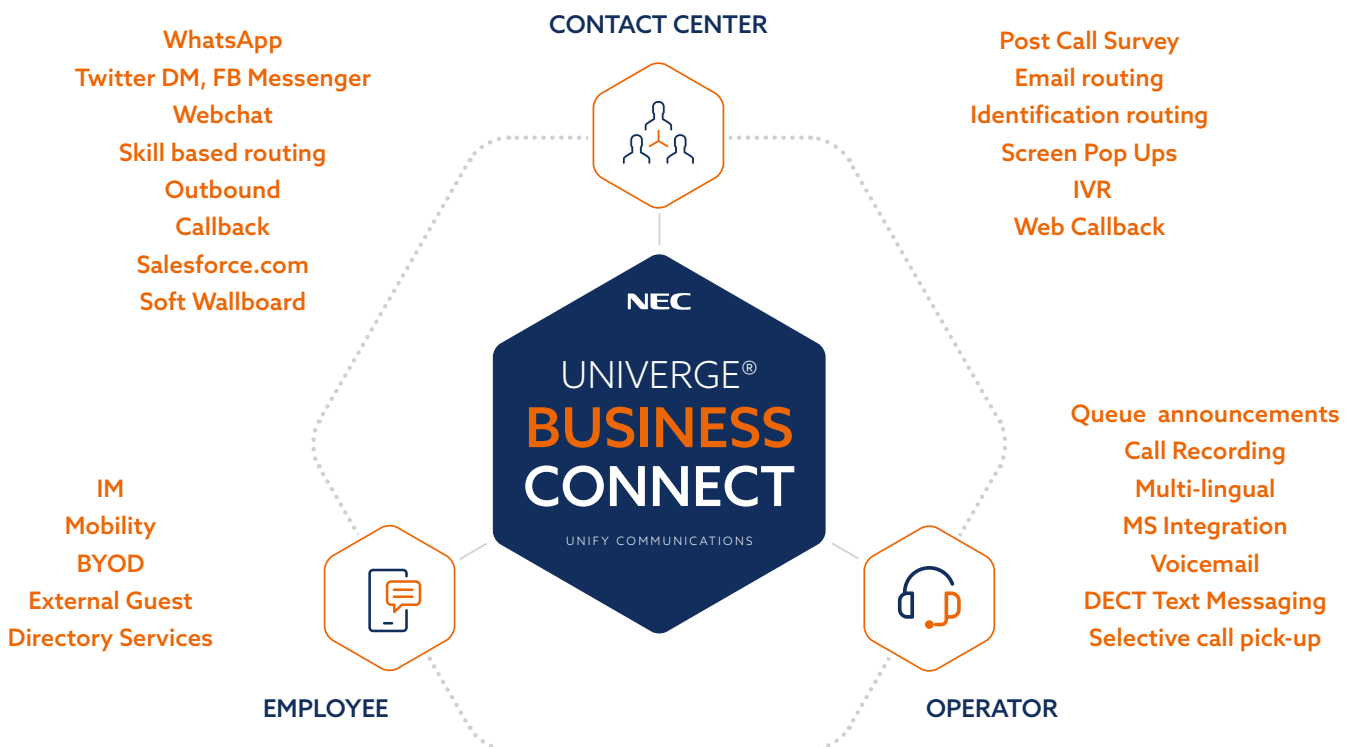 CONTACT CENTER
WhatsApp
Twitter DM, FB Messenger
Webchat
Skill based routing
Outbound
Callback
Salesforce.com
Soft Wallboard
Post Call Survey
Email routing
Identification routing
Screen Pop Ups
IVR
Web Callback
NEC
UNIVERGE®
BUSINESS
CONNECT
UNIFY COMMUNICATIONS
IM
Mobility
BYOD
External Guest
Directory Services
EMPLOYEE
Queue announcements
Call Recording
Multi-lingual
MS Integration
Voicemail
DECT Text Messaging
Selective call pick-up
OPERATOR